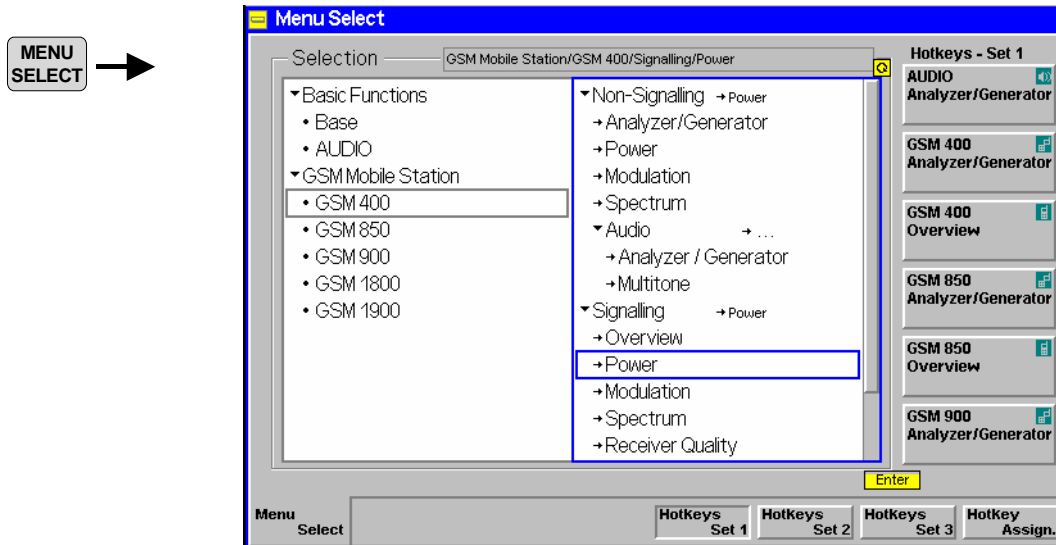 MENU
SELECT
Menu Select
Selection
GSM Mobile Station/GSM 400/Signalling/Power
▾Basic Functions
• Base
• AUDIO
▾GSM Mobile Station
• GSM 400
• GSM 850
• GSM 900
• GSM 1800
• GSM 1900
▾Non-Signalling →Power
→Analyzer/Generator
→Power
→Modulation
→Spectrum
▾Audio → ...
→Analyzer / Generator
→Multitone
▾Signalling →Power
→Overview
→Power
→Modulation
→Spectrum
→Receiver Quality
Enter
Hotkeys - Set 1
AUDIO
Analyzer/Generator
GSM 400
Analyzer/Generator
GSM 400
Overview
GSM 850
Analyzer/Generator
GSM 850
Overview
GSM 900
Analyzer/Generator
Menu
Select
Hotkeys
Set 1
Hotkeys
Set 2
Hotkeys
Set 3
Hotkey
Assign.